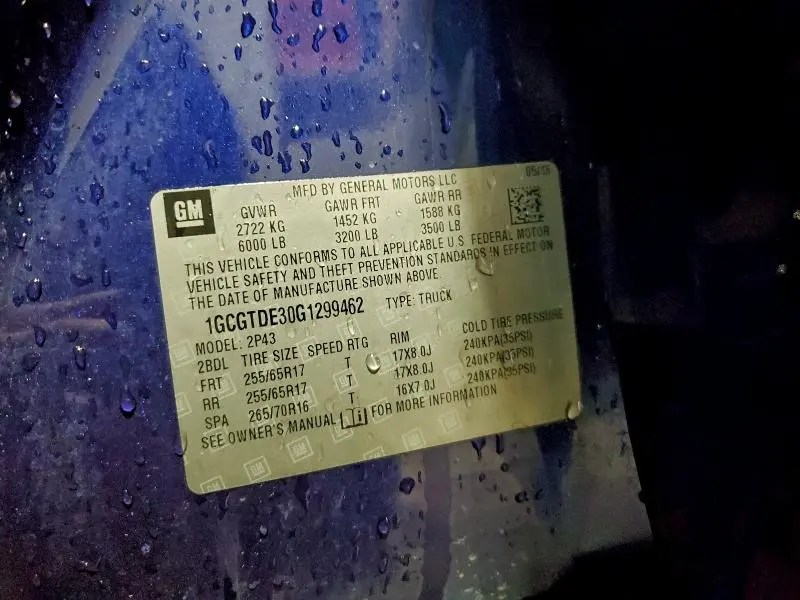 05/16
GM
MFD BY GENERAL MOTORS LLC
GVWR GAWR FRT GAWR RR
2722 KG 1452 KG 1588 KG
6000 LB 3200 LB 3500 LB
THIS VEHICLE CONFORMS TO ALL APPLICABLE U.S. FEDERAL MOTOR
VEHICLE SAFETY AND THEFT PREVENTION STANDARDS IN EFFECT ON
THE DATE OF MANUFACTURE SHOWN ABOVE.
1GCGTDE30G1299462 TYPE: TRUCK
MODEL: 2P43
2BDL TIRE SIZE SPEED RTG RIM COLD TIRE PRESSURE
FRT 255/65R17 T 17X8.0J 240KPA(35PSI)
RR 255/65R17 T 17X8.0J 240KPA(35PSI)
SPA 265/70R16 T 16X7.0J 240KPA(35PSI)
SEE OWNER'S MANUAL FOR MORE INFORMATION